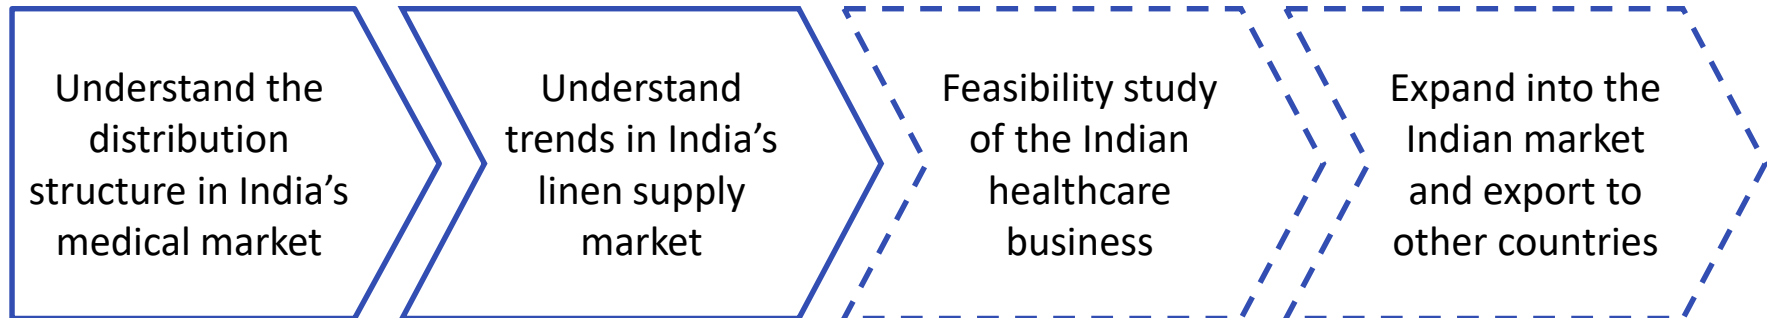 Understand the
distribution
structure in India’s
medical market
Understand
trends in India’s
linen supply
market
Feasibility study
of the Indian
healthcare
business
Expand into the
Indian market
and export to
other countries